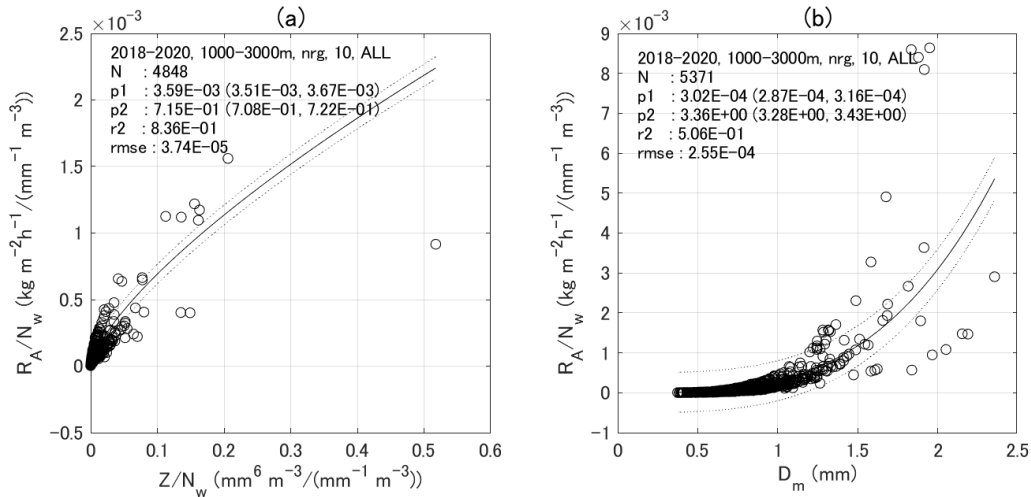 (a)
×10⁻³
2018-2020, 1000-3000m, nrg, 10, ALL
N : 4848
p1 : 3.59E-03 (3.51E-03, 3.67E-03)
p2 : 7.15E-01 (7.08E-01, 7.22E-01)
r2 : 8.36E-01
rmse : 3.74E-05
2.5
2
1.5
1
0.5
0
-0.5
R_A/N_w (kg m⁻²h⁻¹/(mm⁻¹ m⁻³))
0 0.1 0.2 0.3 0.4 0.5 0.6
Z/N_w (mm⁶ m⁻³/(mm⁻¹ m⁻³))
(b)
×10⁻³
2018-2020, 1000-3000m, nrg, 10, ALL
N : 5371
p1 : 3.02E-04 (2.87E-04, 3.16E-04)
p2 : 3.36E+00 (3.28E+00, 3.43E+00)
r2 : 5.06E-01
rmse : 2.55E-04
9
8
7
6
5
4
3
2
1
0
-1
R_A/N_w (kg m⁻²h⁻¹/(mm⁻¹ m⁻³))
0 0.5 1 1.5 2 2.5
D_m (mm)